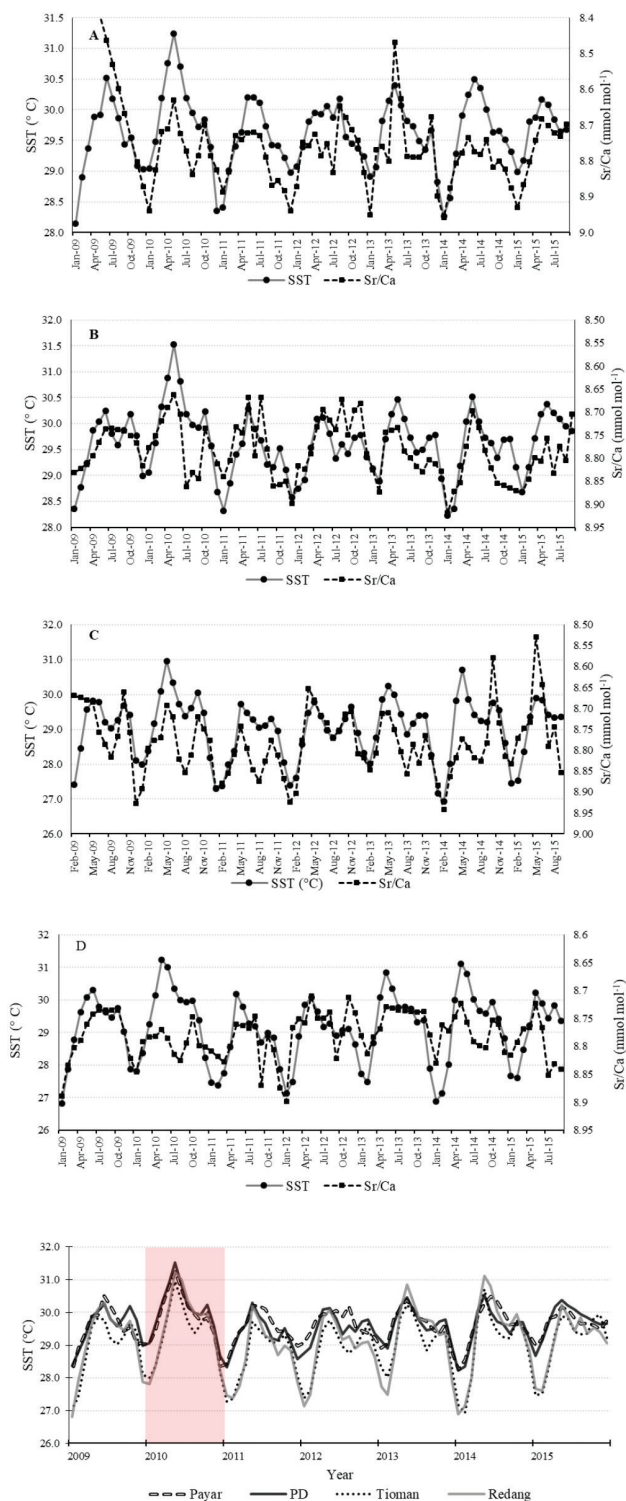 A
SST (° C)
31.5
31.0
30.5
30.0
29.5
29.0
28.5
28.0
8.4
8.5
8.6
8.7
8.8
8.9
9.0
Sr/Ca (mmol mol-1)
Jan-09 Apr-09 Jul-09 Oct-09 Jan-10 Apr-10 Jul-10 Oct-10 Jan-11 Apr-11 Jul-11 Oct-11 Jan-12 Apr-12 Jul-12 Oct-12 Jan-13 Apr-13 Jul-13 Oct-13 Jan-14 Apr-14 Jul-14 Oct-14 Jan-15 Apr-15 Jul-15
SST Sr/Ca
B
SST (° C)
32.0
31.5
31.0
30.5
30.0
29.5
29.0
28.5
28.0
8.50
8.55
8.60
8.65
8.70
8.75
8.80
8.85
8.90
8.95
Sr/Ca (mmol mol-1)
Jan-09 Apr-09 Jul-09 Oct-09 Jan-10 Apr-10 Jul-10 Oct-10 Jan-11 Apr-11 Jul-11 Oct-11 Jan-12 Apr-12 Jul-12 Oct-12 Jan-13 Apr-13 Jul-13 Oct-13 Jan-14 Apr-14 Jul-14 Oct-14 Jan-15 Apr-15 Jul-15
SST Sr/Ca
C
SST (° C)
32.0
31.0
30.0
29.0
28.0
27.0
26.0
8.50
8.60
8.70
8.80
8.90
9.00
Sr/Ca (mmol mol-1)
Feb-09 May-09 Aug-09 Nov-09 Feb-10 May-10 Aug-10 Nov-10 Feb-11 May-11 Aug-11 Nov-11 Feb-12 May-12 Aug-12 Nov-12 Feb-13 May-13 Aug-13 Nov-13 Feb-14 May-14 Aug-14 Nov-14 Feb-15 May-15 Aug-15
SST (°C) Sr/Ca
D
SST (° C)
32
31
30
29
28
27
26
8.6
8.65
8.7
8.75
8.8
8.85
8.9
8.95
Sr/Ca (mmol mol-1)
Jan-09 Apr-09 Jul-09 Oct-09 Jan-10 Apr-10 Jul-10 Oct-10 Jan-11 Apr-11 Jul-11 Oct-11 Jan-12 Apr-12 Jul-12 Oct-12 Jan-13 Apr-13 Jul-13 Oct-13 Jan-14 Apr-14 Jul-14 Oct-14 Jan-15 Apr-15 Jul-15
SST Sr/Ca
SST (°C)
32.0
31.0
30.0
29.0
28.0
27.0
26.0
2009 2010 2011 2012 2013 2014 2015
Year
Payar PD Tioman Redang